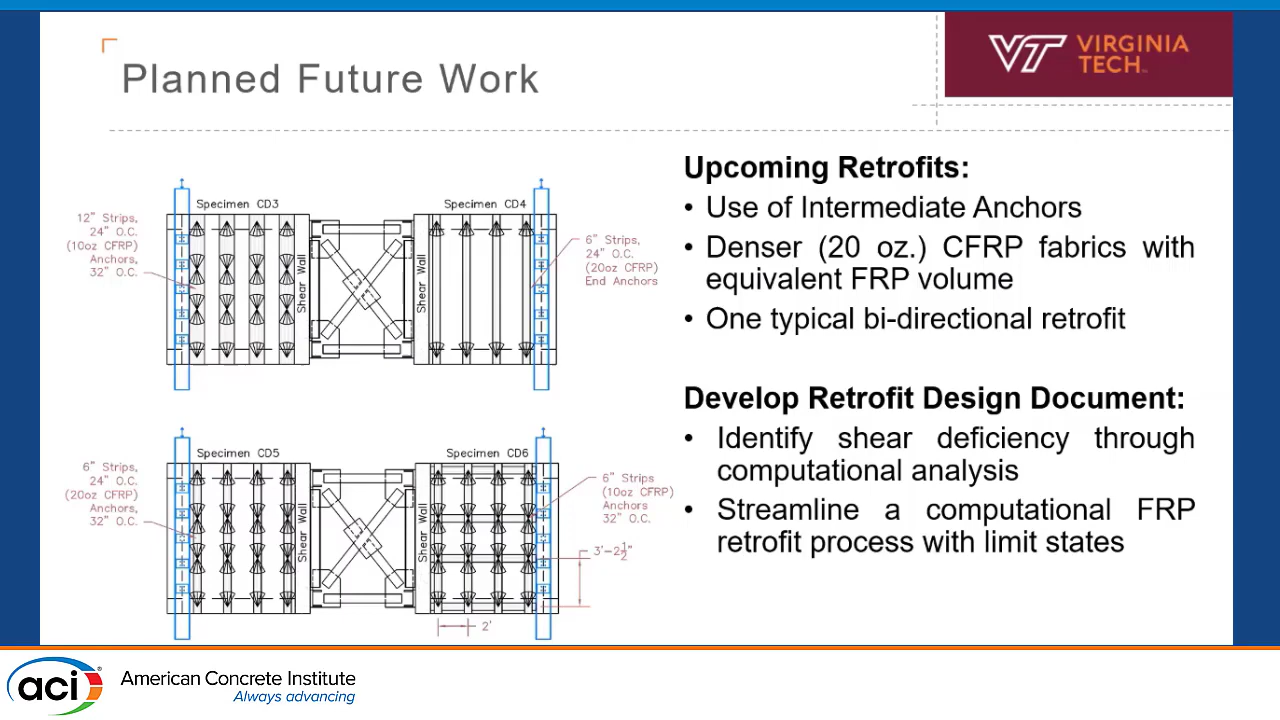 Planned Future Work
VIRGINIA
TECH
Specimen CD3
12" Strips,
24" O.C.
(10oz CFRP)
Anchors,
32" O.C.
Shear Wall
Specimen CD4
Shear Wall
6" Strips,
24" O.C.
(20oz CFRP)
End Anchors
Specimen CD5
6" Strips,
24" O.C.
(20oz CFRP)
Anchors,
32" O.C.
Shear Wall
Specimen CD6
Shear Wall
6" Strips
(10oz CFRP)
Anchors
32" O.C.
3'-2½"
2'
Upcoming Retrofits:
• Use of Intermediate Anchors
• Denser (20 oz.) CFRP fabrics with
equivalent FRP volume
• One typical bi-directional retrofit
Develop Retrofit Design Document:
• Identify shear deficiency through
computational analysis
• Streamline a computational FRP
retrofit process with limit states
aci
American Concrete Institute
Always advancing